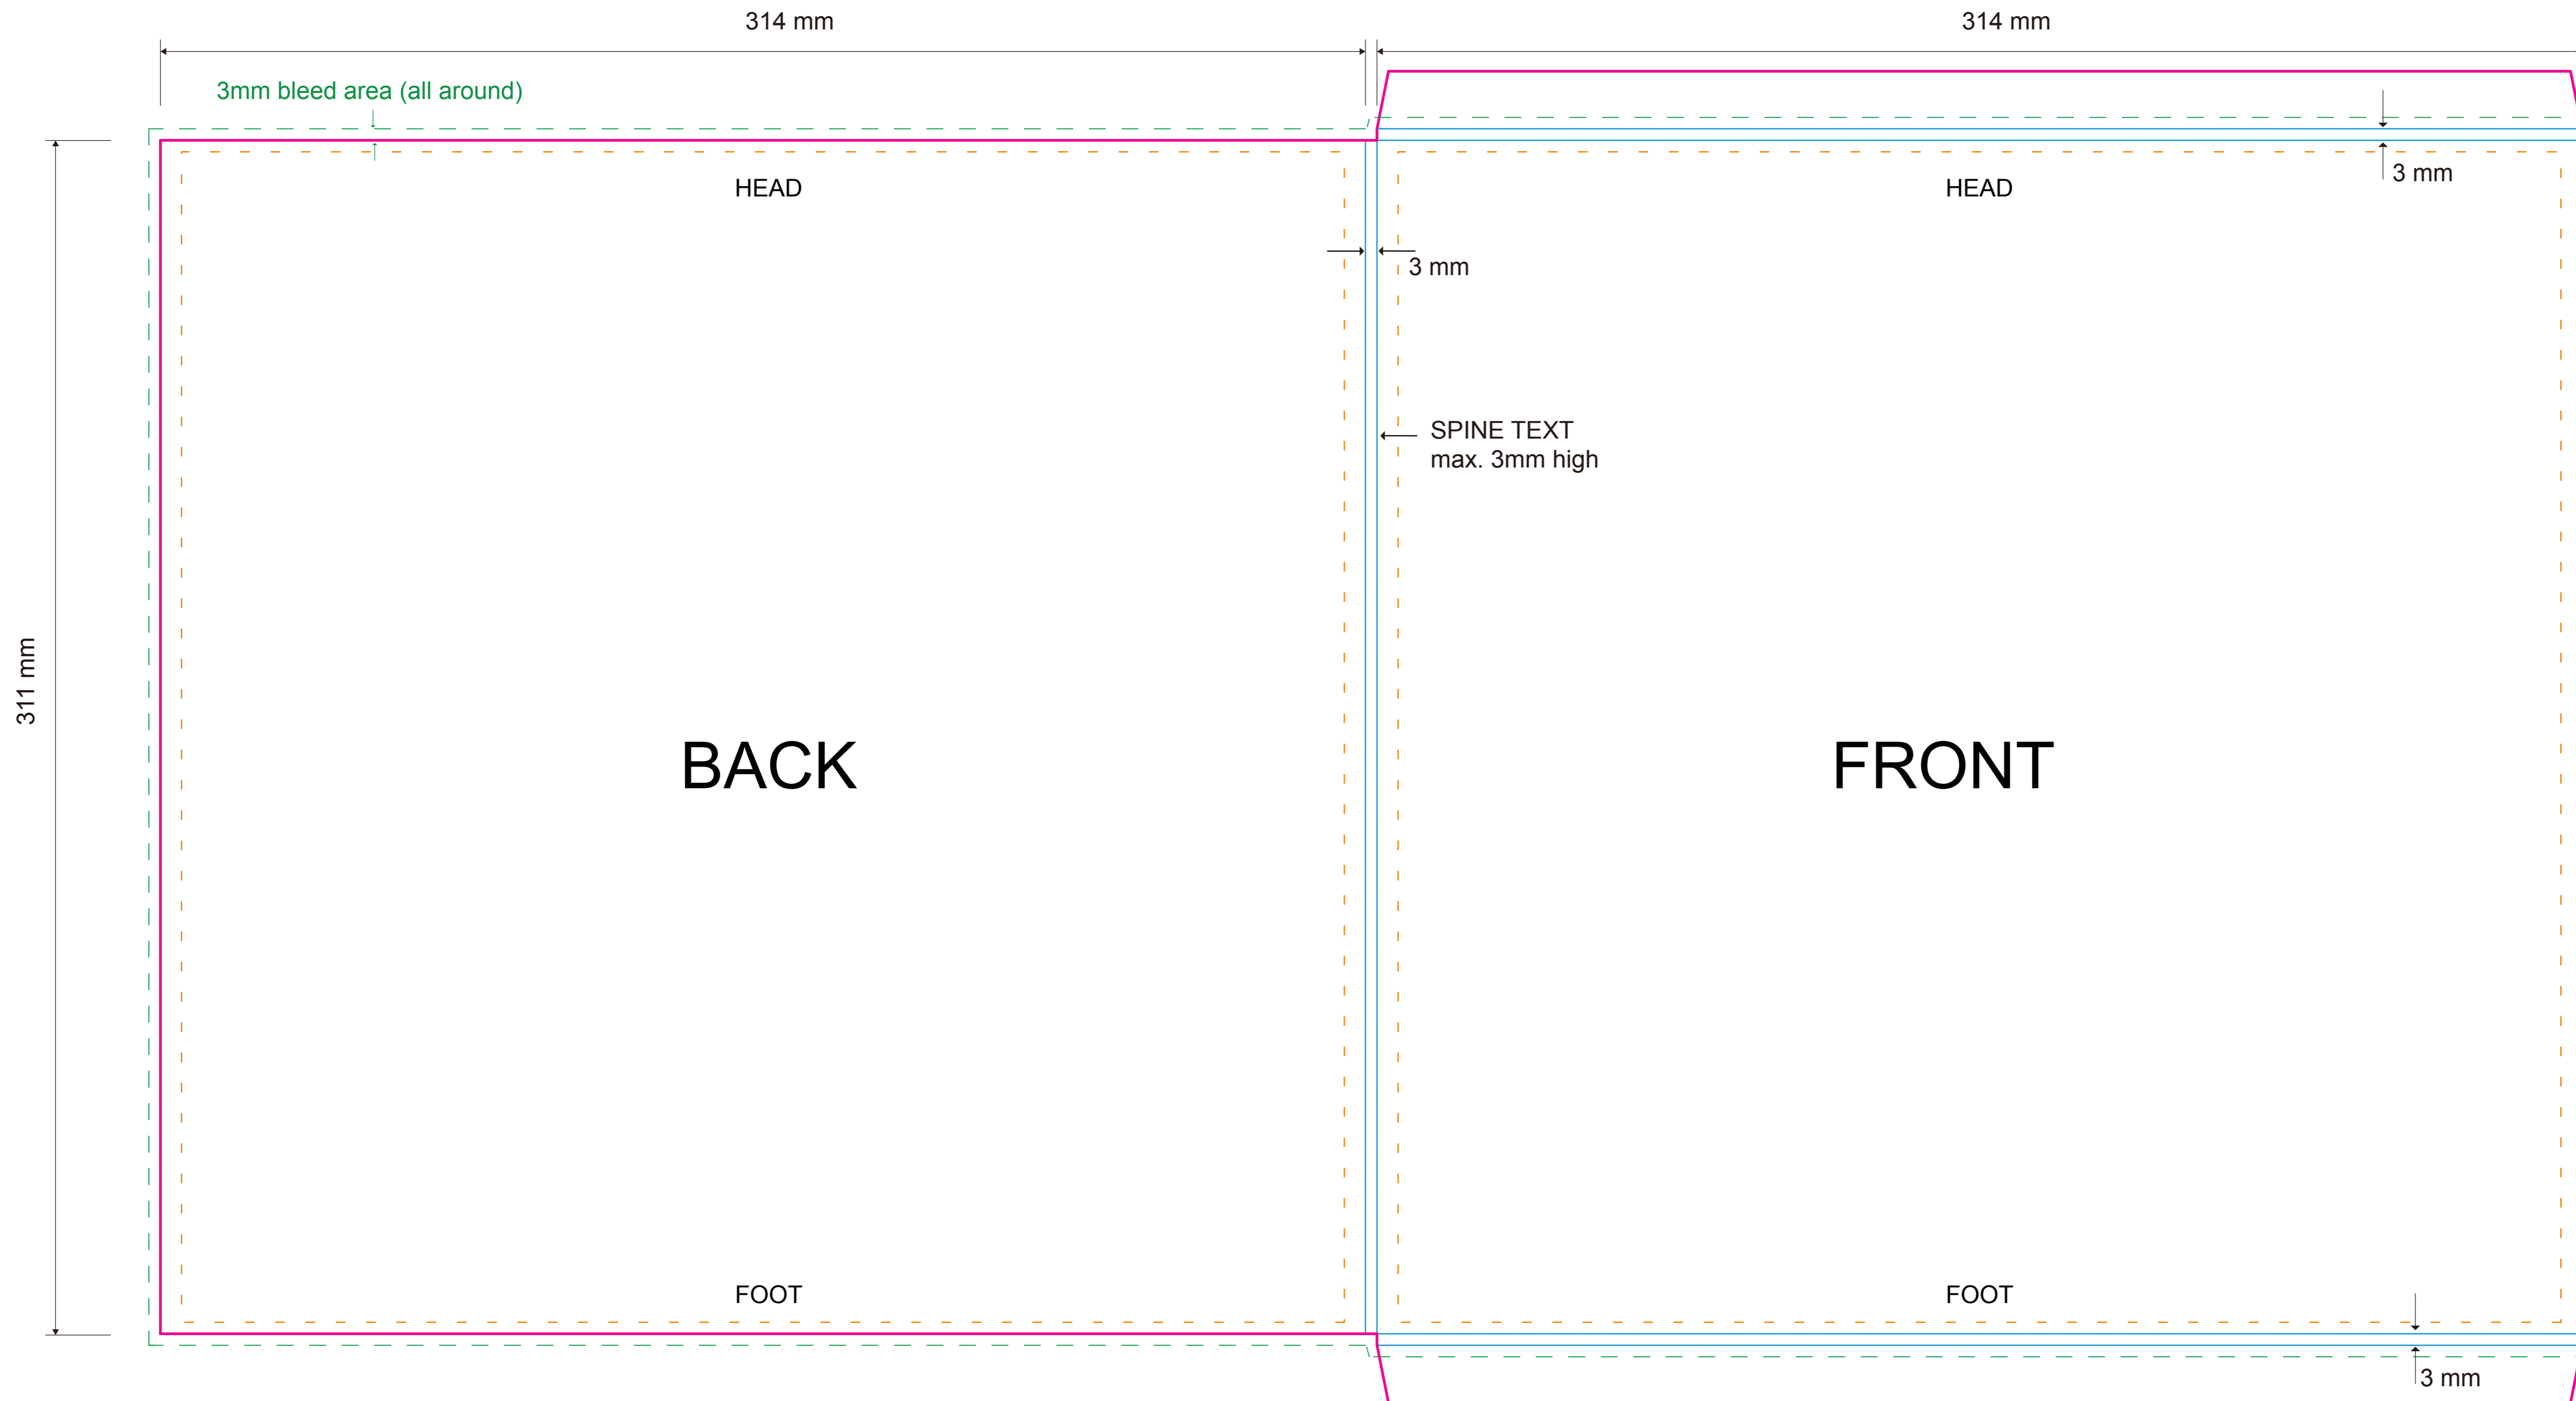 314 mm
314 mm
3mm bleed area (all around)
HEAD
HEAD
3 mm
3 mm
SPINE TEXT
max. 3mm high
311 mm
BACK
FRONT
FOOT
FOOT
3 mm